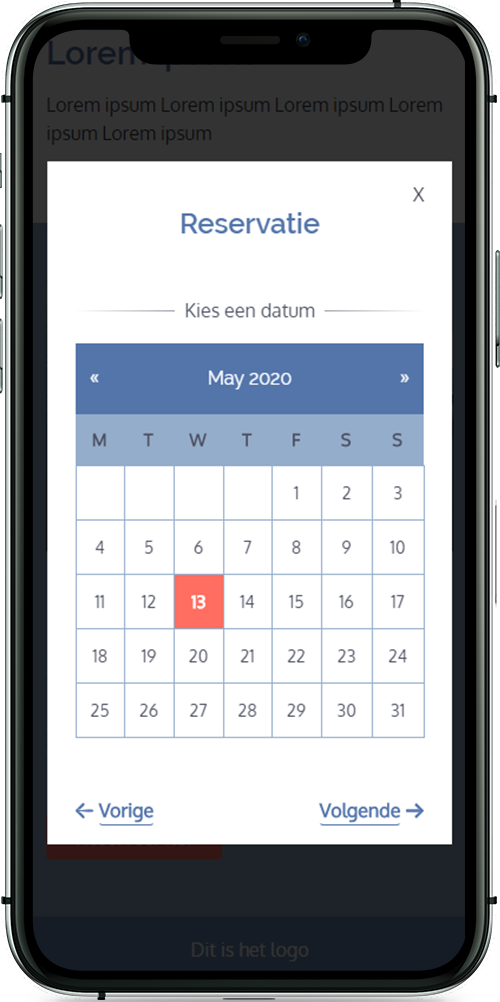 Lorem
Lorem ipsum Lorem ipsum Lorem ipsum Lorem
ipsum Lorem ipsum
X
Reservatie
Kies een datum
« May 2020 »
M T W T F S S
1 2 3
4 5 6 7 8 9 10
11 12 13 14 15 16 17
18 19 20 21 22 23 24
25 26 27 28 29 30 31
← Vorige Volgende →
Dit is het logo